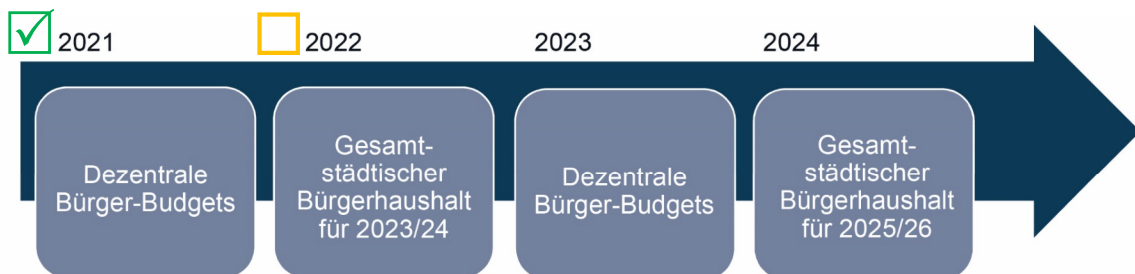 2021
2022
2023
2024
Dezentrale
Bürger-Budgets
Gesamt-
städtischer
Bürgerhaushalt
für 2023/24
Dezentrale
Bürger-Budgets
Gesamt-
städtischer
Bürgerhaushalt
für 2025/26